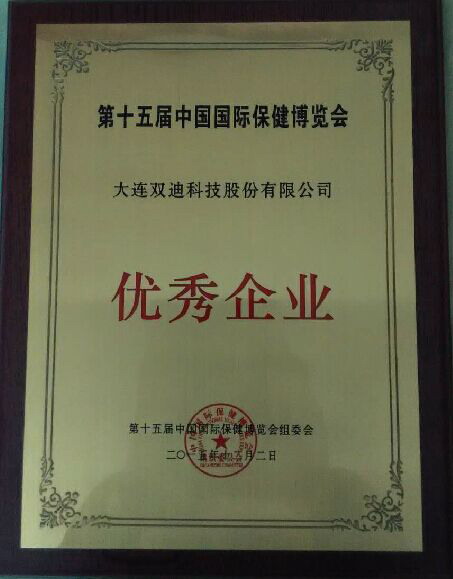 第十五届中国国际保健博览会
大连双迪科技股份有限公司
优秀企业
第十五届中国国际保健博览会组委会
二〇一五年九月二日